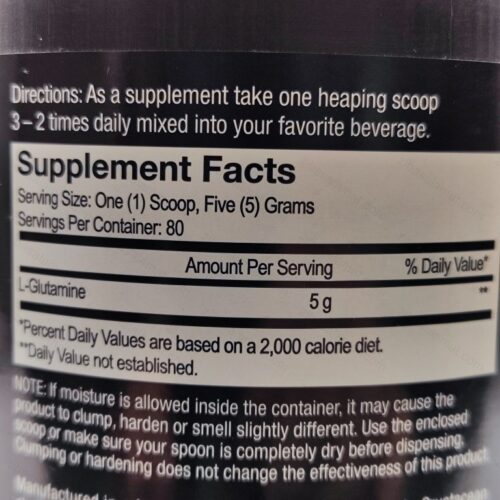 Directions: As a supplement take one heaping scoop
3 – 2 times daily mixed into your favorite beverage.
Supplement Facts
Serving Size: One (1) Scoop, Five (5) Grams
Servings Per Container: 80
Amount Per Serving % Daily Value*
L-Glutamine 5 g **
*Percent Daily Values are based on a 2,000 calorie diet.
**Daily Value not established.
NOTE: If moisture is allowed inside the container, it may cause the
product to clump, harden or smell slightly different. Use the enclosed
scoop or make sure your spoon is completely dry before dispensing.
Clumping or hardening does not change the effectiveness of this product.
Manufactured